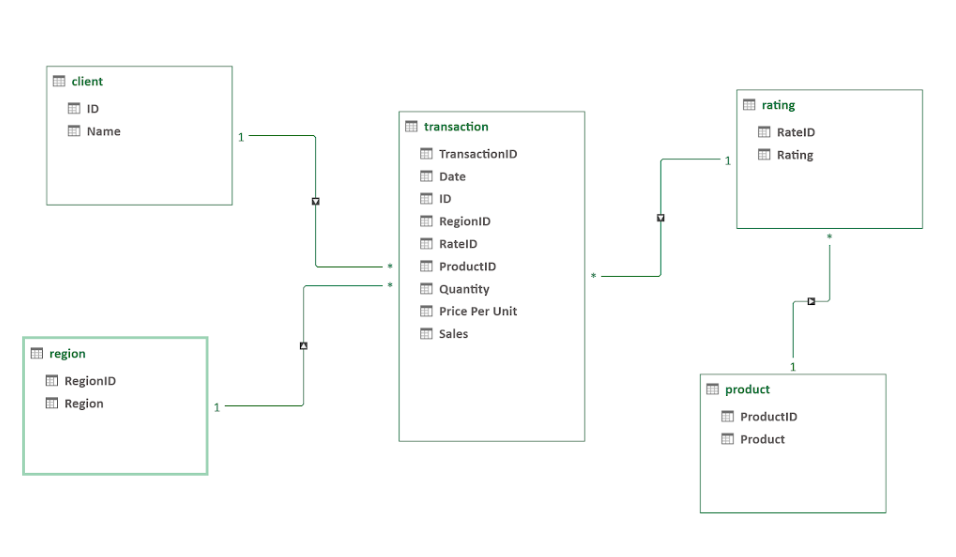 client
ID
Name
1
*
transaction
TransactionID
Date
ID
RegionID
RateID
ProductID
Quantity
Price Per Unit
Sales
*
*
rating
RateID
Rating
1
*
region
RegionID
Region
1
1
product
ProductID
Product